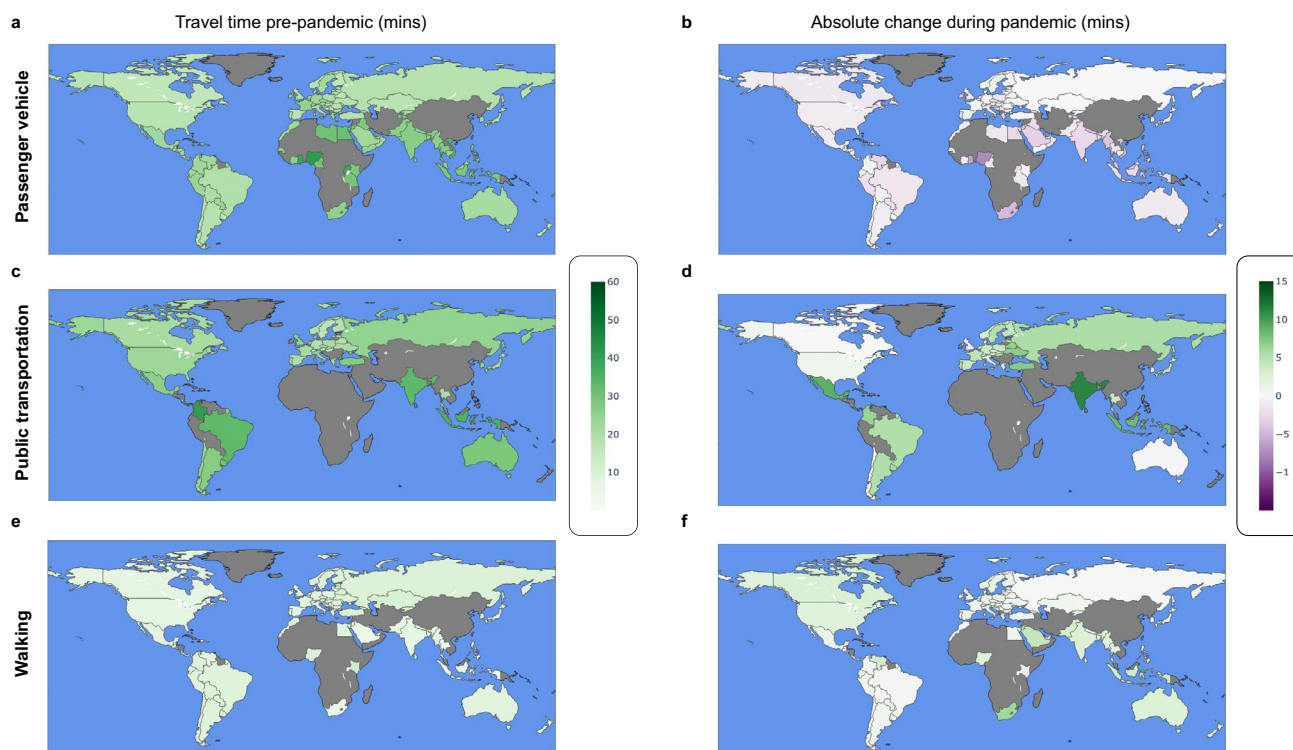 a
Travel time pre-pandemic (mins)
b
Absolute change during pandemic (mins)
Passenger vehicle
c
d
Public transportation
60
50
40
30
20
10
15
10
5
0
−5
−1
e
f
Walking